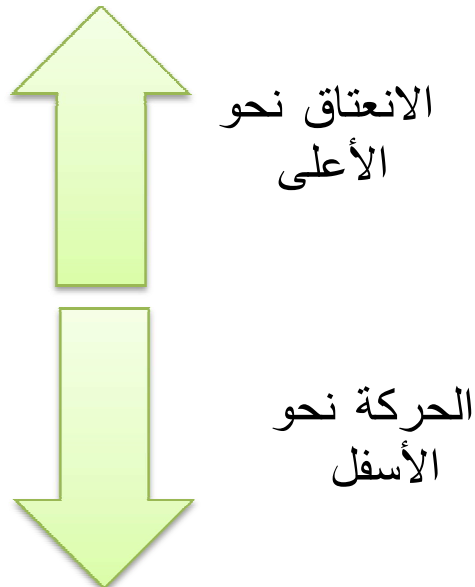 الانعتاق نحو
الأعلى
الحركة نحو
الأسفل